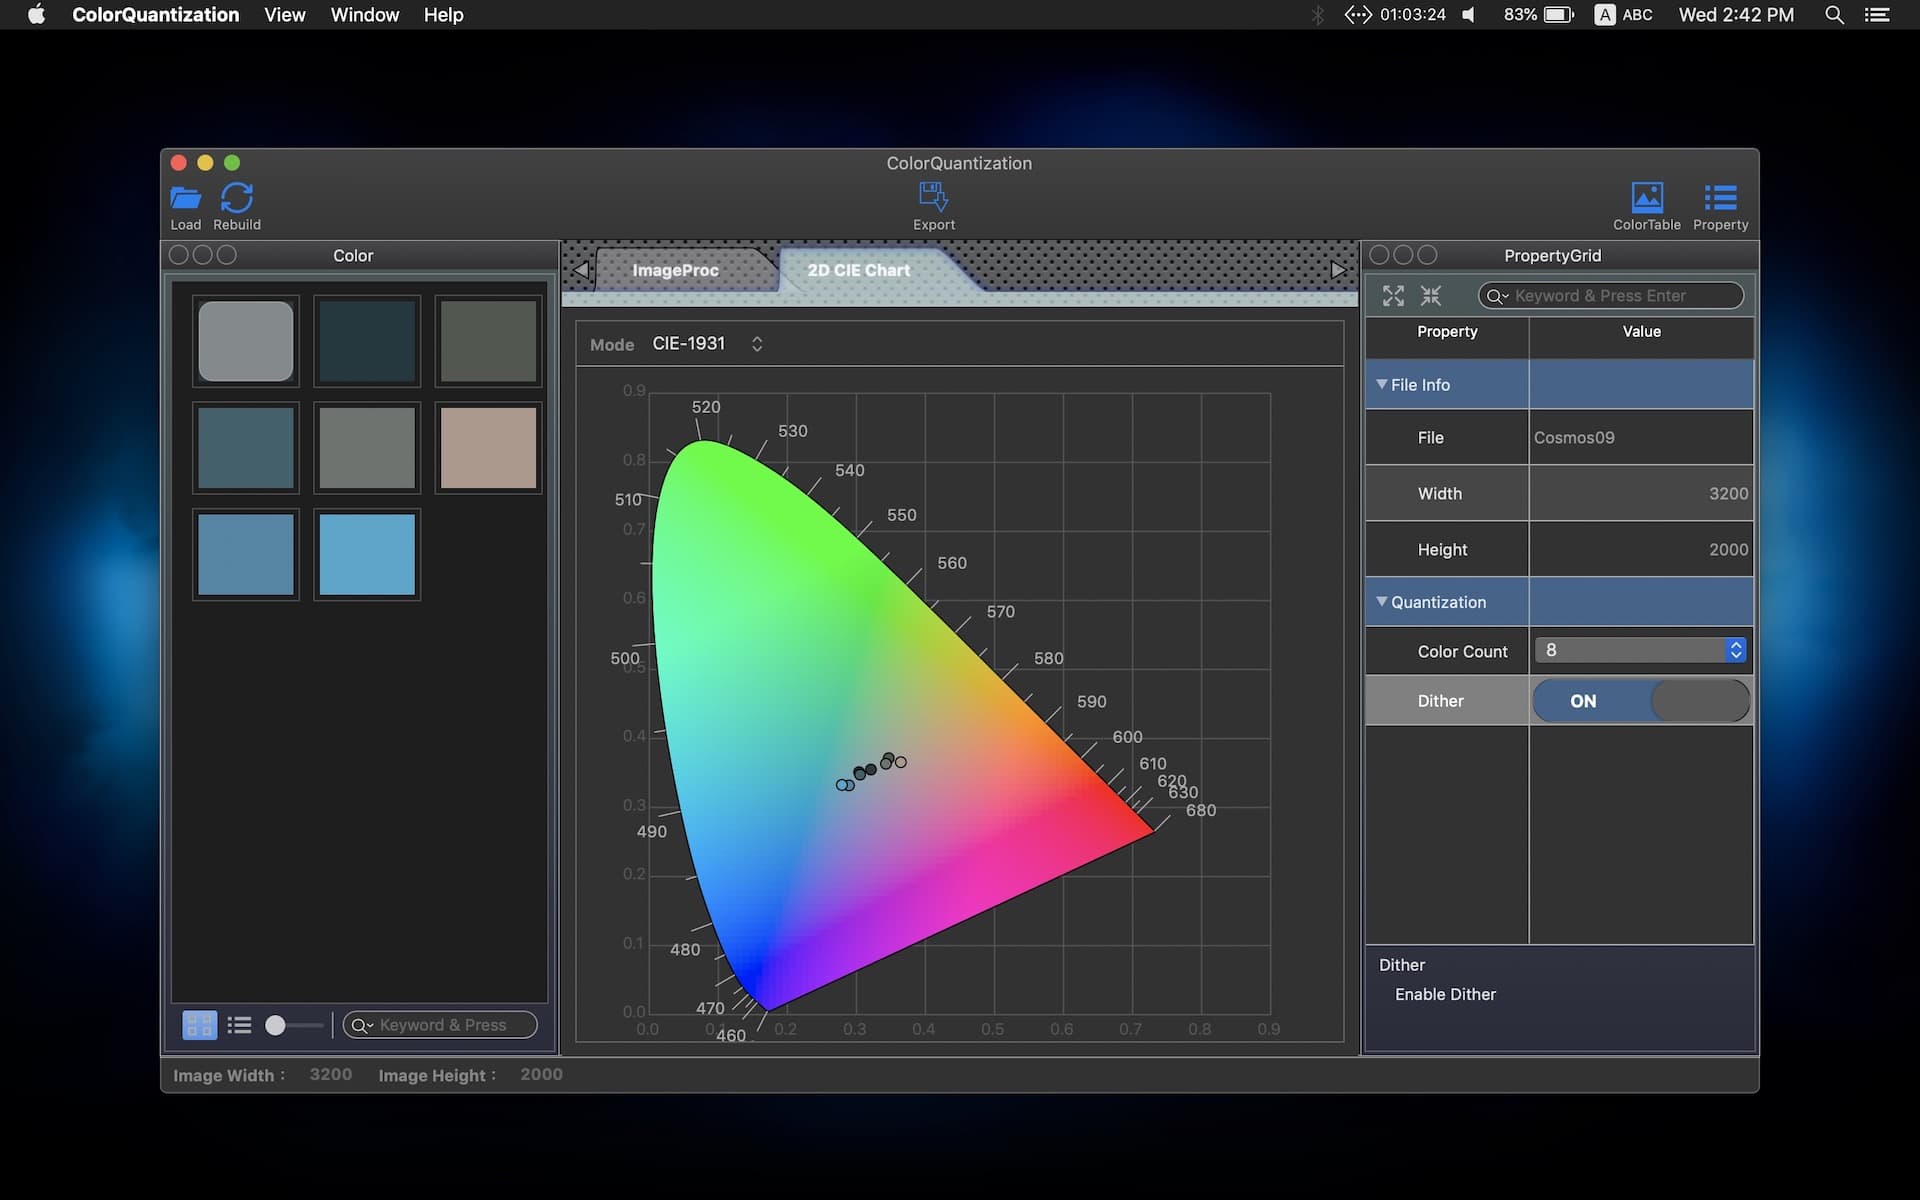 ColorQuantization View Window Help 01:03:24 83% A ABC Wed 2:42 PM
ColorQuantization
Load Rebuild Export ColorTable Property
Color
ImageProc 2D CIE Chart
PropertyGrid
Keyword & Press Enter
Mode CIE-1931
Property Value
File Info
File Cosmos09
Width 3200
Height 2000
Quantization
Color Count 8
Dither ON
Dither
Enable Dither
0.9
520
530
0.8
540
510
550
0.7
560
0.6
570
500
580
0.5
590
0.4
600
610
620
630
0.3
680
490
0.2
0.1
480
470
0.0
0.0 0.1 0.2 0.3 0.4 0.5 0.6 0.7 0.8 0.9
460
Keyword & Press
Image Width : 3200 Image Height : 2000